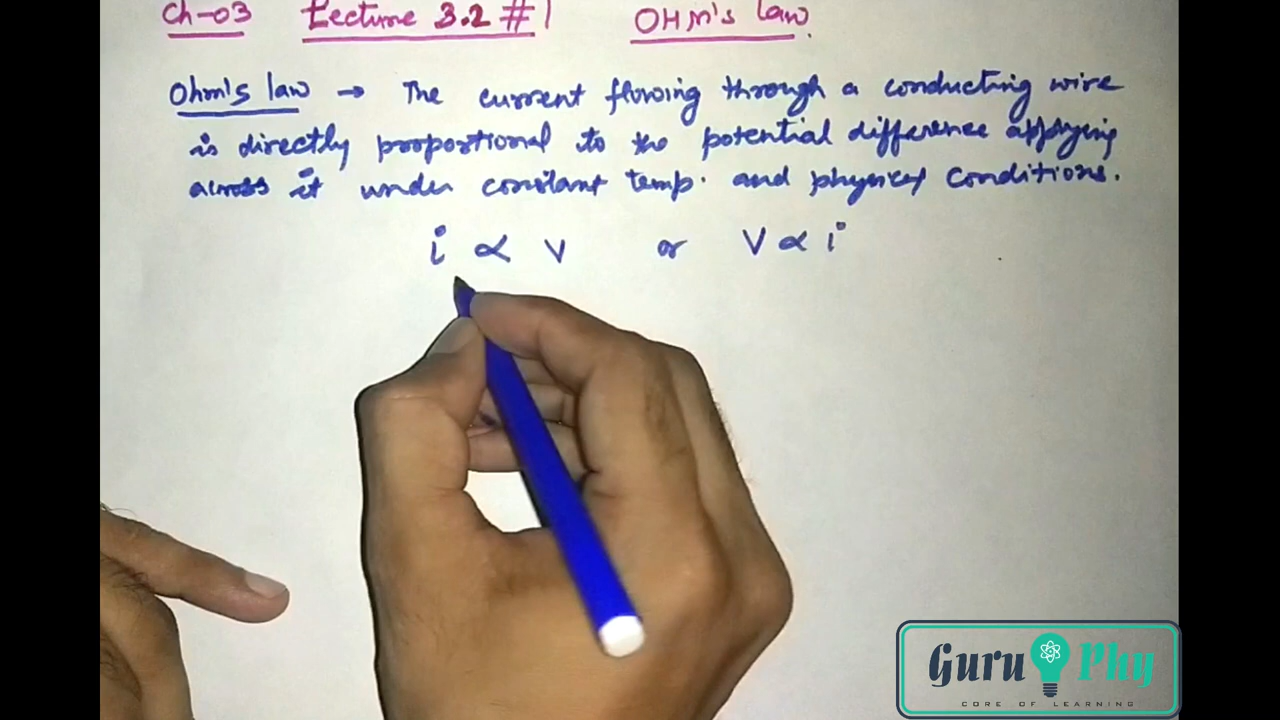 Ch-03 Lecture 3.2 #1 OHM's law.
Ohm's law → The current flowing through a conducting wire
is directly proportional to the potential difference applying
across it under constant temp. and physical conditions.
i ∝ V or V ∝ i
Guru Phy
CORE OF LEARNING